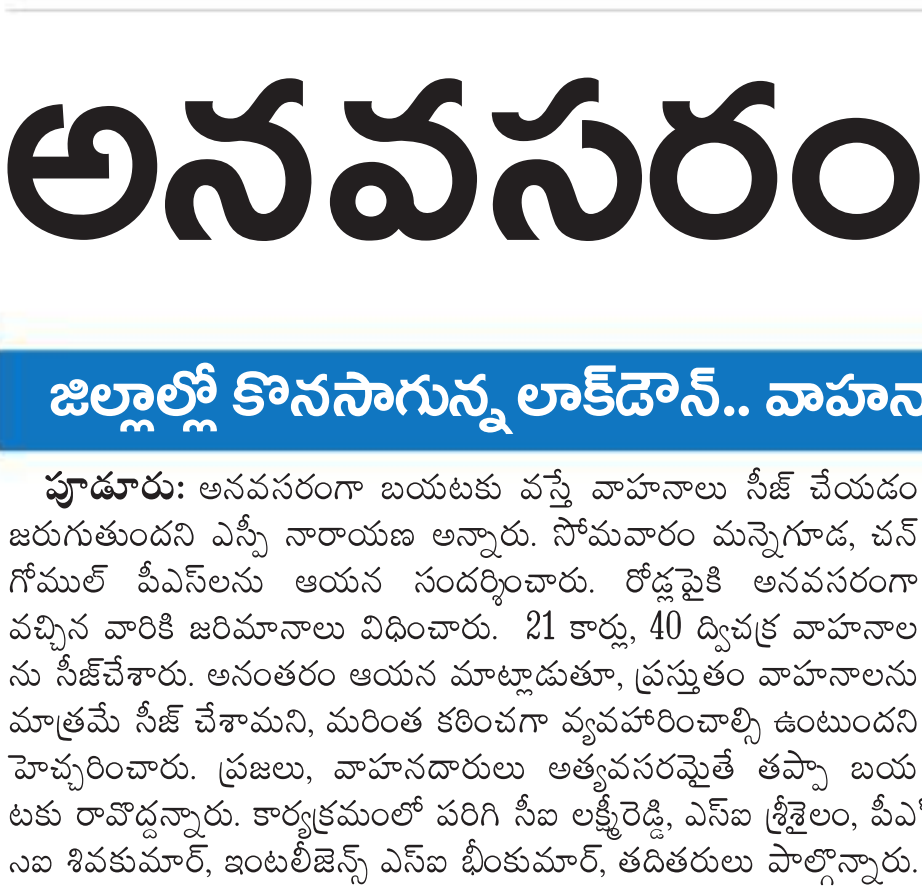 అనవసరం
జిల్లాల్లో కొనసాగున్న లాక్‌డౌన్.. వాహన
పూడూరు: అనవసరంగా బయటకు వస్తే వాహనాలు సీజ్ చేయడం
జరుగుతుందని ఎస్పీ నారాయణ అన్నారు. సోమవారం మన్నెగూడ, చన్
గోముల్ పీఎస్‌లను ఆయన సందర్శించారు. రోడ్లపైకి అనవసరంగా
వచ్చిన వారికి జరిమానాలు విధించారు. 21 కార్లు, 40 ద్విచక్ర వాహనాల
ను సీజ్‌చేశారు. అనంతరం ఆయన మాట్లాడుతూ, ప్రస్తుతం వాహనాలను
మాత్రమే సీజ్ చేశామని, మరింత కఠించగా వ్యవహారించాల్సి ఉంటుందని
హెచ్చరించారు. ప్రజలు, వాహనదారులు అత్యవసరమైతే తప్పా బయ
టకు రావొద్దన్నారు. కార్యక్రమంలో పరిగి సీఐ లక్ష్మీరెడ్డి, ఎస్ఐ శ్రీశైలం, పీఎ
ఎఐ శివకుమార్, ఇంటలీజెన్స్ ఎస్ఐ భీంకుమార్, తదితరులు పాల్గొన్నారు.